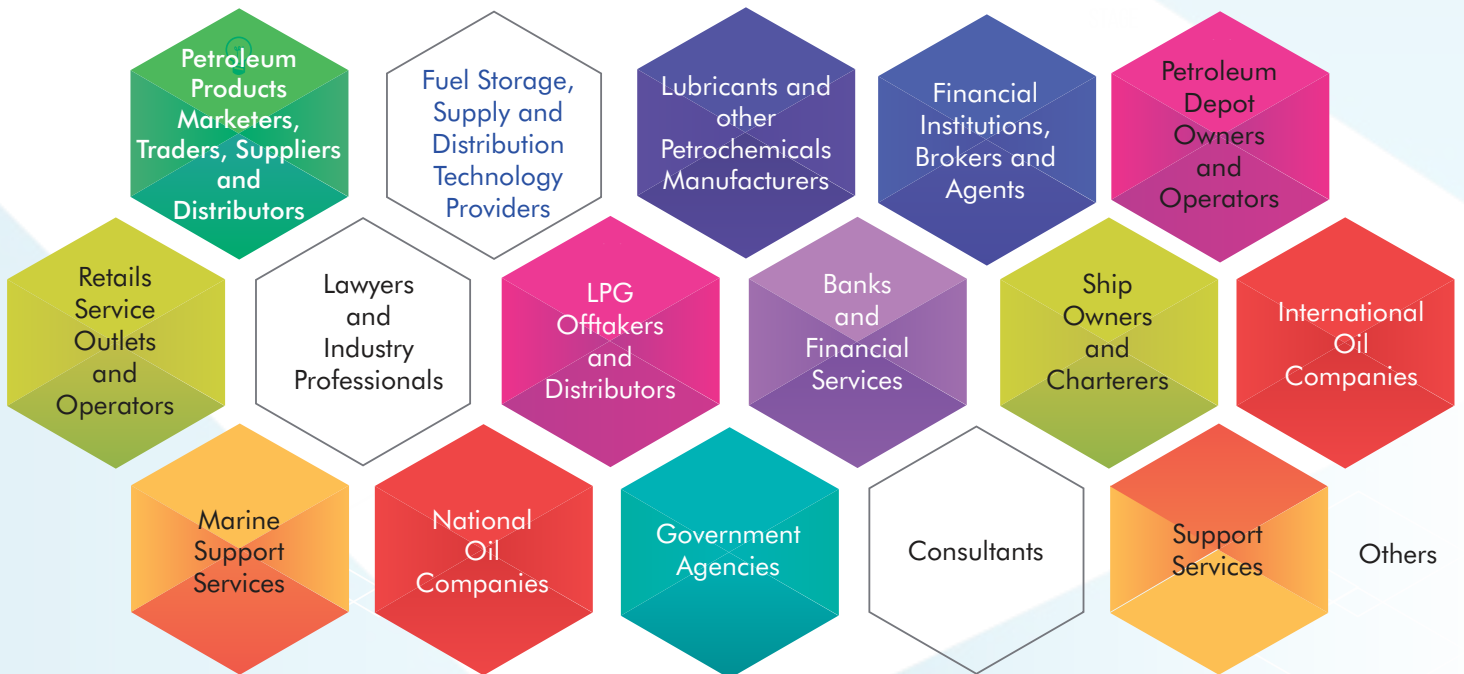 Petroleum
Products
Marketers,
Traders, Suppliers
and
Distributors
Fuel Storage,
Supply and
Distribution
Technology
Providers
Lubricants and
other
Petrochemicals
Manufacturers
Financial
Institutions,
Brokers and
Agents
Petroleum
Depot
Owners
and
Operators
Retails
Service
Outlets
and
Operators
Lawyers
and
Industry
Professionals
LPG
Offtakers
and
Distributors
Banks
and
Financial
Services
Ship
Owners
and
Charterers
International
Oil
Companies
Marine
Support
Services
National
Oil
Companies
Government
Agencies
Consultants
Support
Services
Others